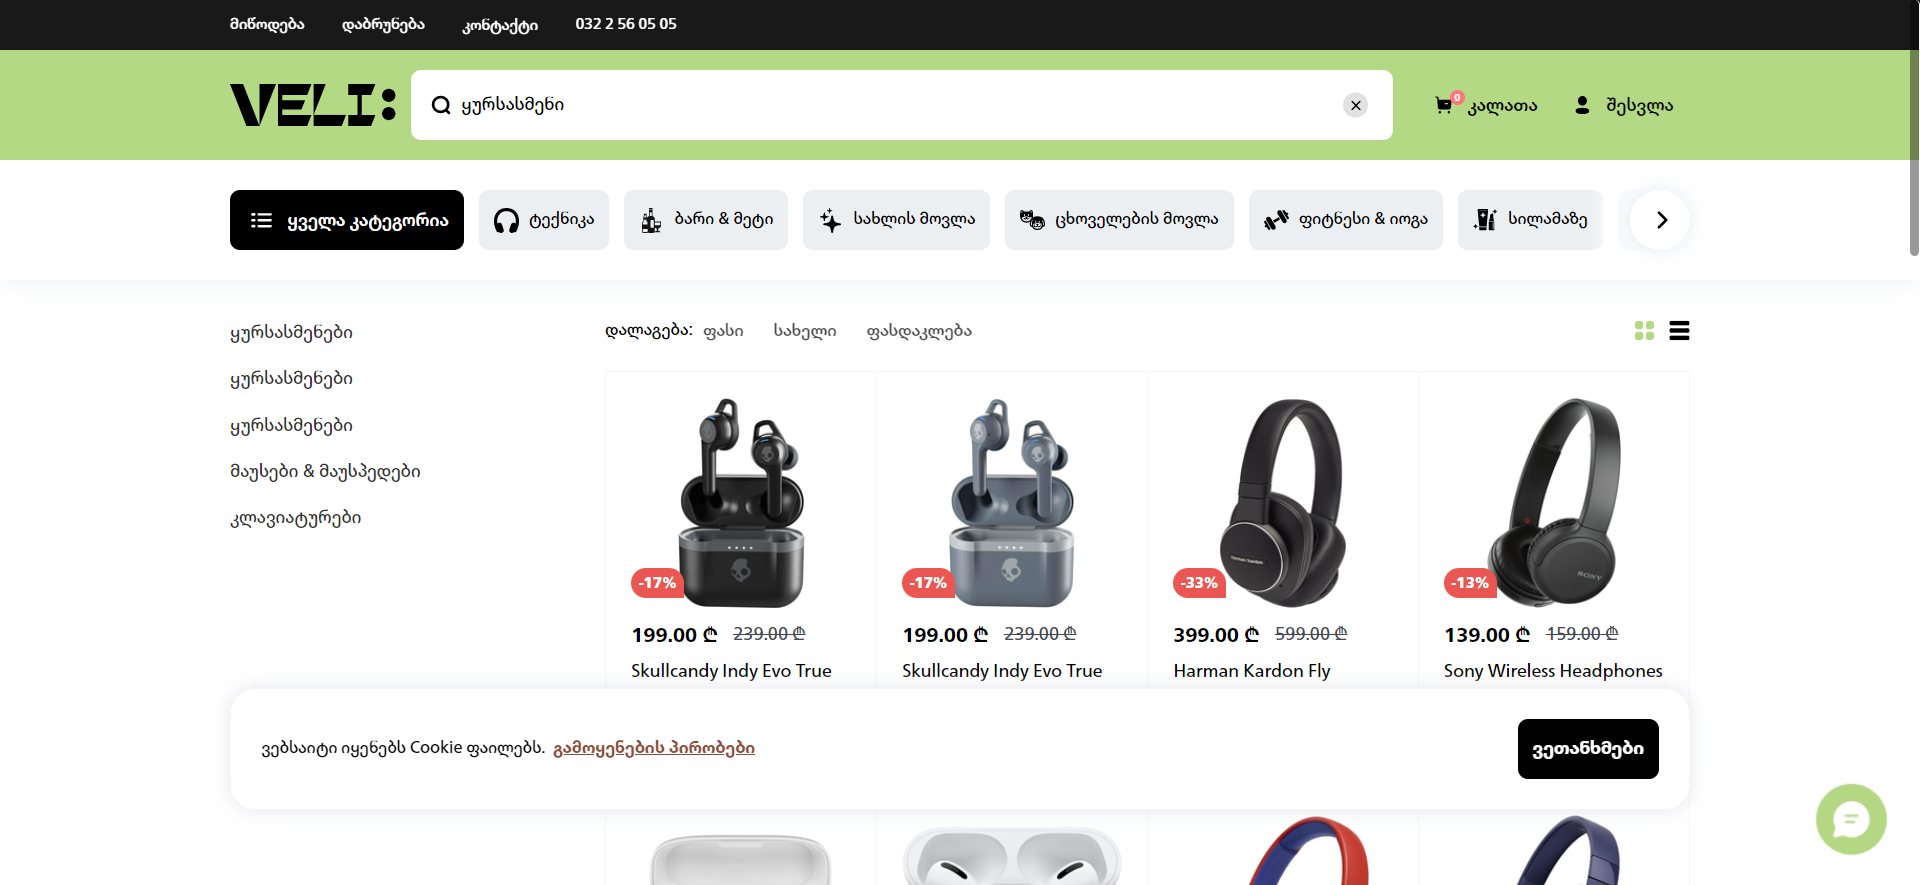 მიწოდება დაბრუნება კონტაქტი 032 2 56 05 05
VELI: ყურსასმენი 0 კალათა შესვლა
ყველა კატეგორია ტექნიკა ბარი & მეტი სახლის მოვლა ცხოველების მოვლა ფიტნესი & იოგა სილამაზე
ყურსასმენები
ყურსასმენები
ყურსასმენები
მაუსები & მაუსპედები
კლავიატურები
დალაგება: ფასი სახელი ფასდაკლება
harman kardon
SONY
-17% -17% -33% -13%
199.00 ₾ 239.00 ₾ 199.00 ₾ 239.00 ₾ 399.00 ₾ 599.00 ₾ 139.00 ₾ 159.00 ₾
Skullcandy Indy Evo True Skullcandy Indy Evo True Harman Kardon Fly Sony Wireless Headphones
ვებსაიტი იყენებს Cookie ფაილებს. გამოყენების პირობები ვეთანხმები